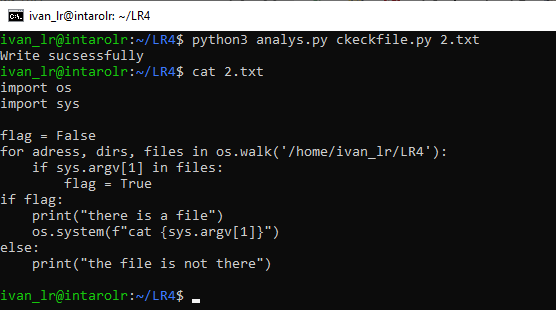 ivan_lr@intarolr: ~/LR4
ivan_lr@intarolr:~/LR4$ python3 analys.py ckeckfile.py 2.txt
Write sucsessfully
ivan_lr@intarolr:~/LR4$ cat 2.txt
import os
import sys

flag = False
for adress, dirs, files in os.walk('/home/ivan_lr/LR4'):
    if sys.argv[1] in files:
        flag = True
if flag:
    print("there is a file")
    os.system(f"cat {sys.argv[1]}")
else:
    print("the file is not there")

ivan_lr@intarolr:~/LR4$